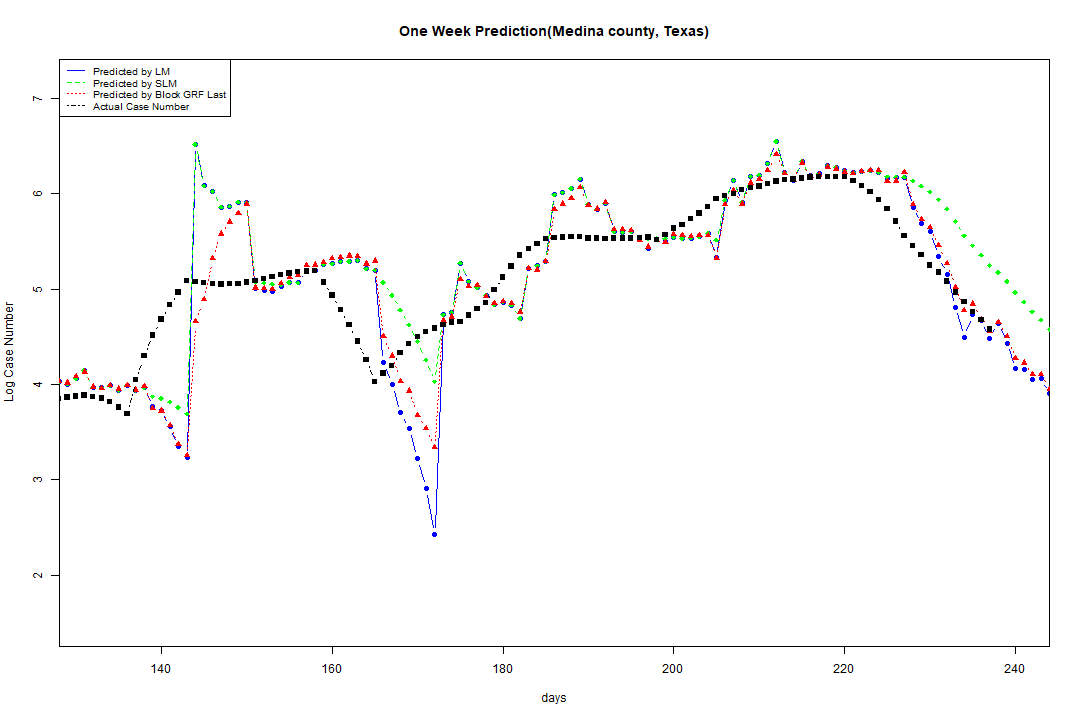 One Week Prediction(Medina county, Texas)
Predicted by LM
Predicted by SLM
Predicted by Block GRF Last
Actual Case Number
7
6
5
4
3
2
Log Case Number
140 160 180 200 220 240
days